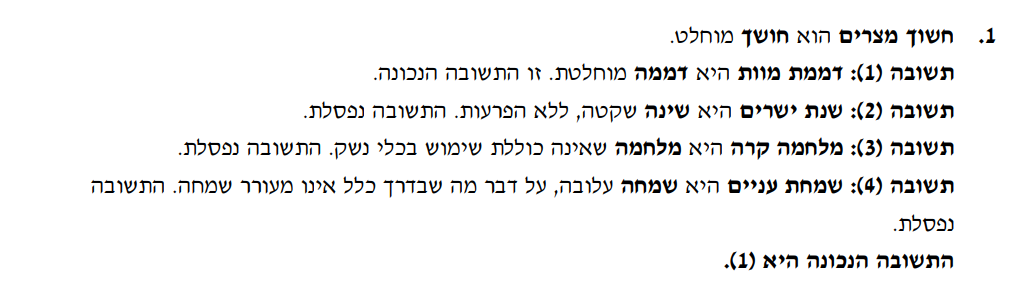 1. חשוך מצרים הוא חושך מוחלט.
תשובה (1): דממת מוות היא דממה מוחלטת. זו התשובה הנכונה.
תשובה (2): שנת ישרים היא שינה שקטה, ללא הפרעות. התשובה נפסלת.
תשובה (3): מלחמה קרה היא מלחמה שאינה כוללת שימוש בכלי נשק. התשובה נפסלת.
תשובה (4): שמחת עניים היא שמחה עלובה, על דבר מה שבדרך כלל אינו מעורר שמחה. התשובה
נפסלת.
התשובה הנכונה היא (1).